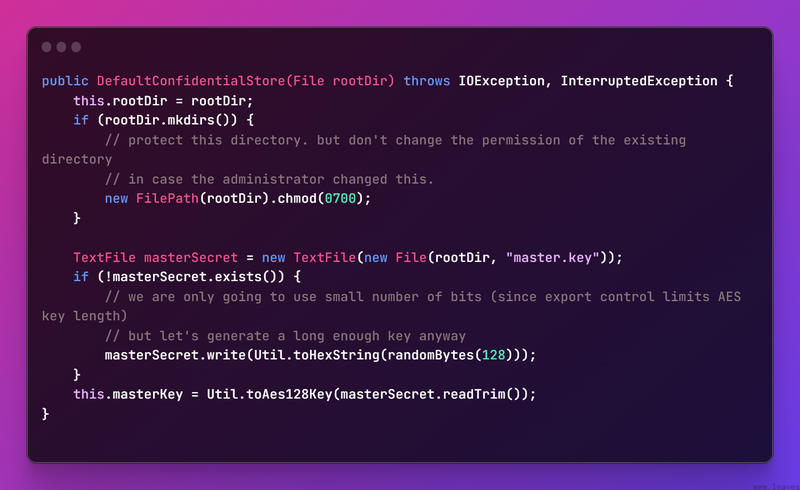 public DefaultConfidentialStore(File rootDir) throws IOException, InterruptedException {
    this.rootDir = rootDir;
    if (rootDir.mkdirs()) {
        // protect this directory. but don't change the permission of the existing
directory
        // in case the administrator changed this.
        new FilePath(rootDir).chmod(0700);
    }

    TextFile masterSecret = new TextFile(new File(rootDir, "master.key"));
    if (!masterSecret.exists()) {
        // we are only going to use small number of bits (since export control limits AES
key length)
        // but let's generate a long enough key anyway
        masterSecret.write(Util.toHexString(randomBytes(128)));
    }
    this.masterKey = Util.toAes128Key(masterSecret.readTrim());
}